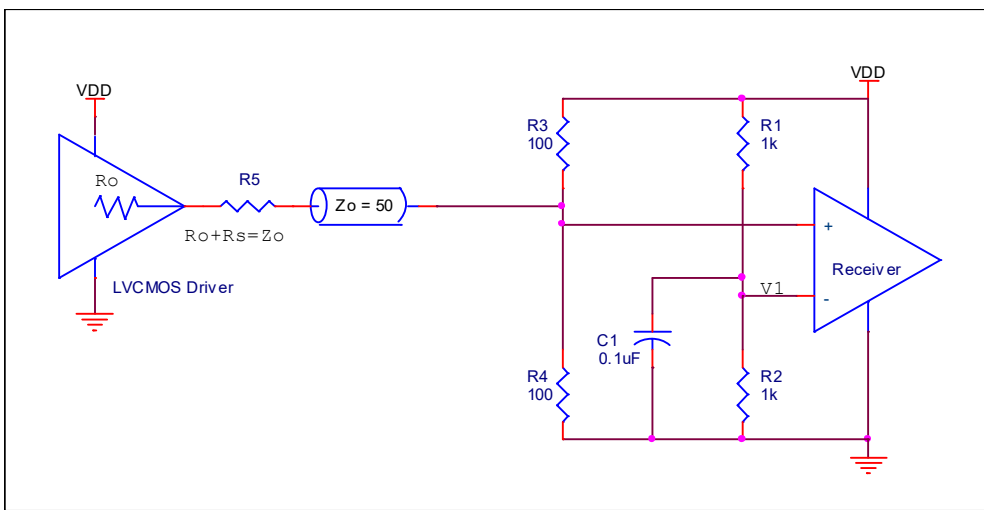 VDD
VDD
R3
100
R1
1k
Ro
R5
Zo = 50
Ro+Rs=Zo
+
Receiver
V1
-
LVCMOS Driver
C1
0.1uF
R4
100
R2
1k